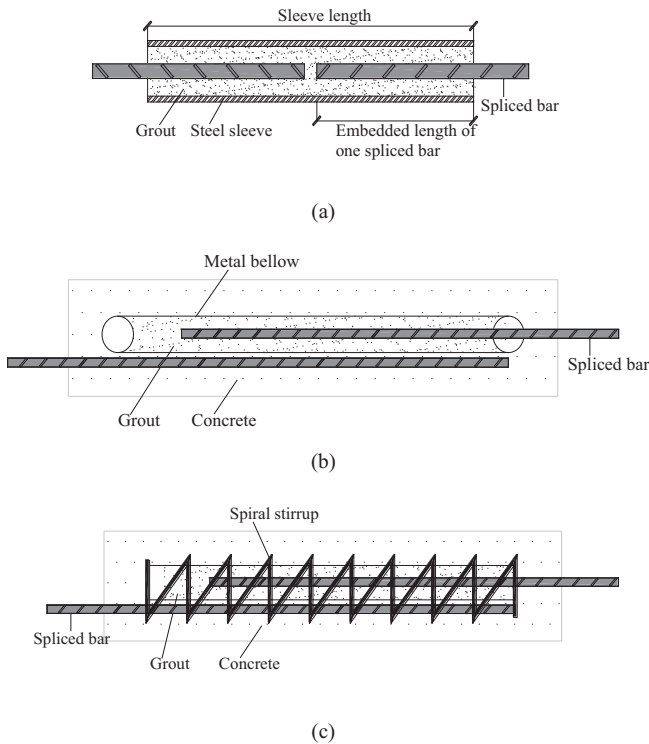 Sleeve length
Spliced bar
Grout
Steel sleeve
Embedded length of
one spliced bar
(a)
Metal bellow
Spliced bar
Grout
Concrete
(b)
Spiral stirrup
Spliced bar
Grout
Concrete
(c)